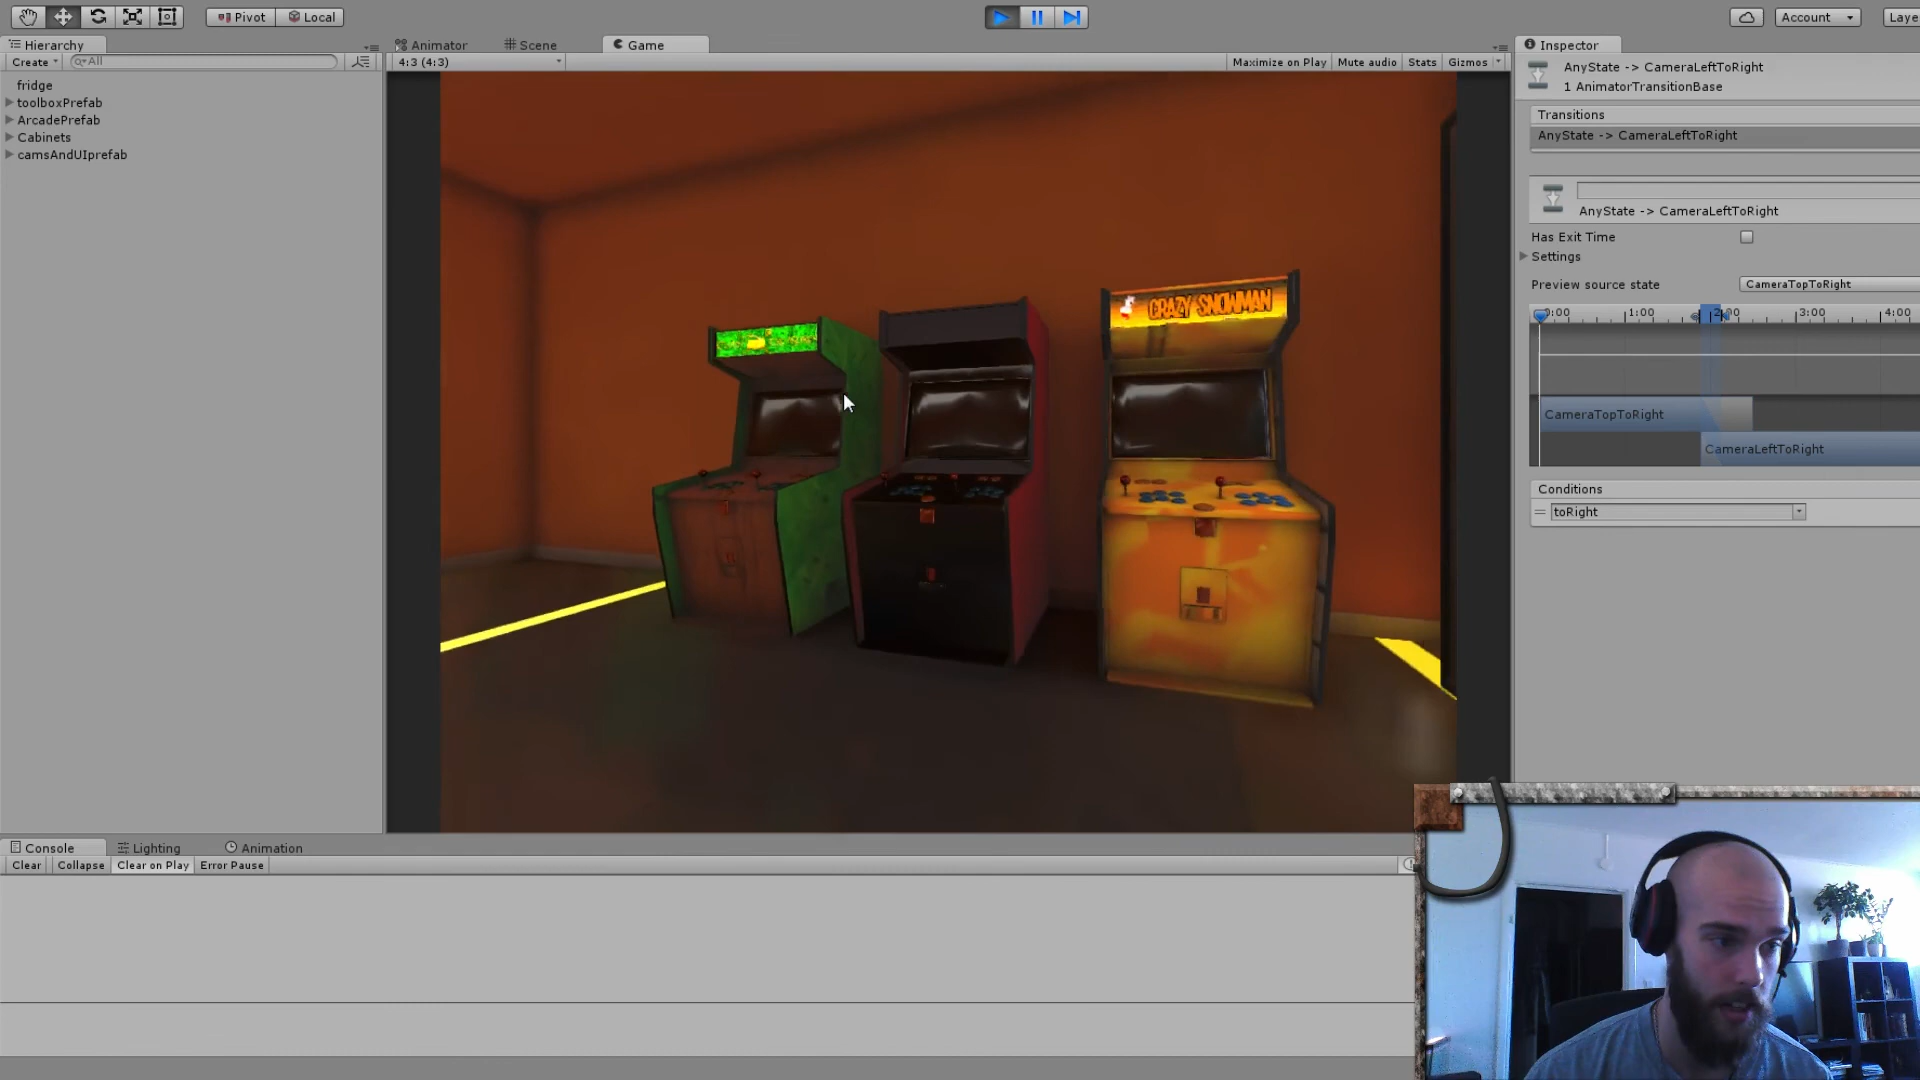 Pivot
Local
Account
Laye
Hierarchy
Animator
Scene
Game
Inspector
Create
All
4:3 (4:3)
Maximize on Play
Mute audio
Stats
Gizmos
AnyState -> CameraLeftToRight
1 AnimatorTransitionBase
fridge
toolboxPrefab
ArcadePrefab
Cabinets
camsAndUIprefab
Transitions
AnyState -> CameraLeftToRight
AnyState -> CameraLeftToRight
Has Exit Time
Settings
Preview source state
CameraTopToRight
0:00
1:00
3:00
4:00
CameraTopToRight
CameraLeftToRight
Conditions
toRight
CRAZY SNOWMAN
Console
Lighting
Animation
Clear
Collapse
Clear on Play
Error Pause